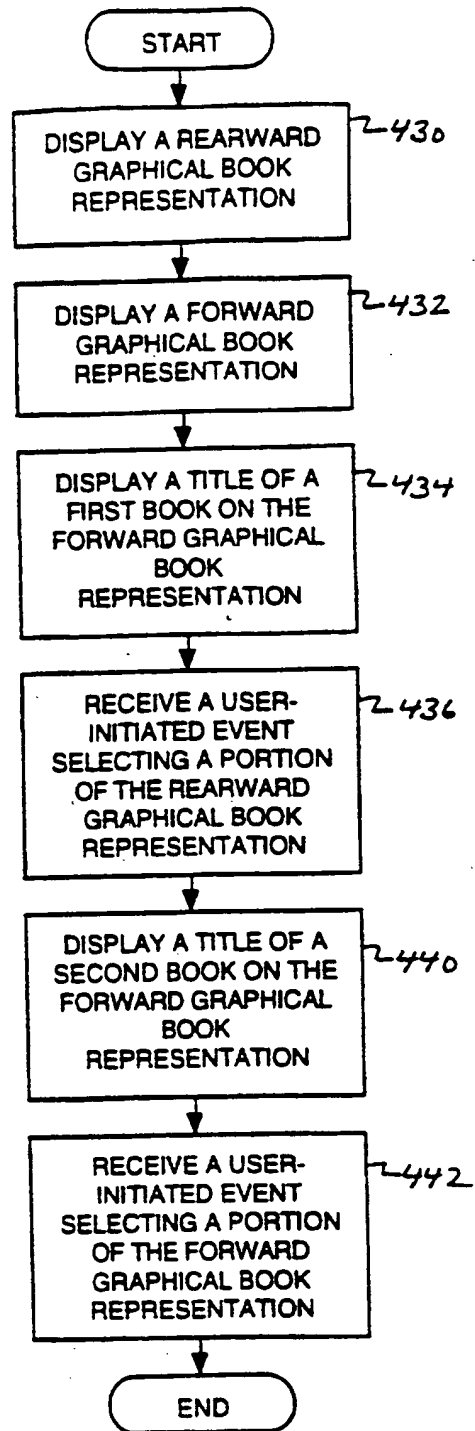 START
DISPLAY A REARWARD
GRAPHICAL BOOK
REPRESENTATION
430
DISPLAY A FORWARD
GRAPHICAL BOOK
REPRESENTATION
432
DISPLAY A TITLE OF A
FIRST BOOK ON THE
FORWARD GRAPHICAL
BOOK
REPRESENTATION
434
RECEIVE A USER-
INITIATED EVENT
SELECTING A PORTION
OF THE REARWARD
GRAPHICAL BOOK
REPRESENTATION
436
DISPLAY A TITLE OF A
SECOND BOOK ON THE
FORWARD GRAPHICAL
BOOK
REPRESENTATION
440
RECEIVE A USER-
INITIATED EVENT
SELECTING A PORTION
OF THE FORWARD
GRAPHICAL BOOK
REPRESENTATION
442
END